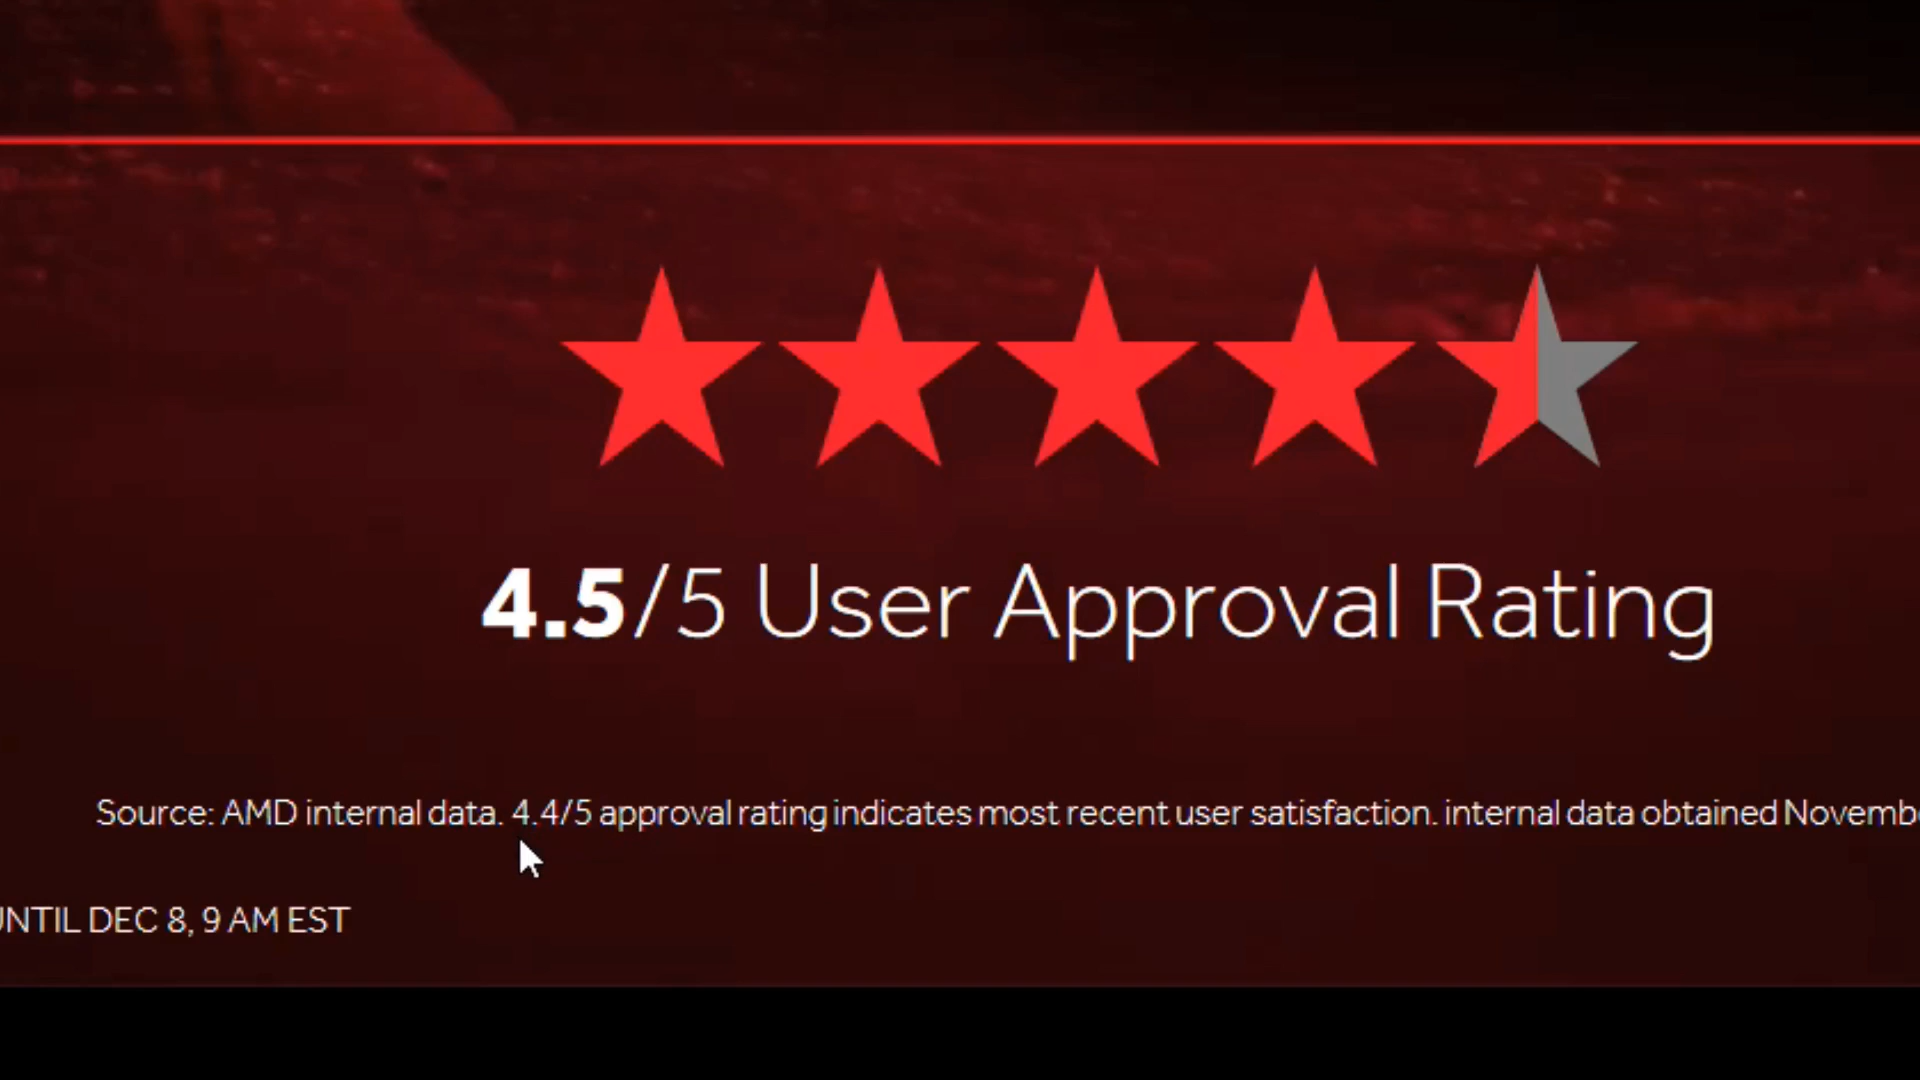 4.5/5 User Approval Rating
Source: AMD internal data. 4.4/5 approval rating indicates most recent user satisfaction. internal data obtained
DEC 8, 9 AM EST